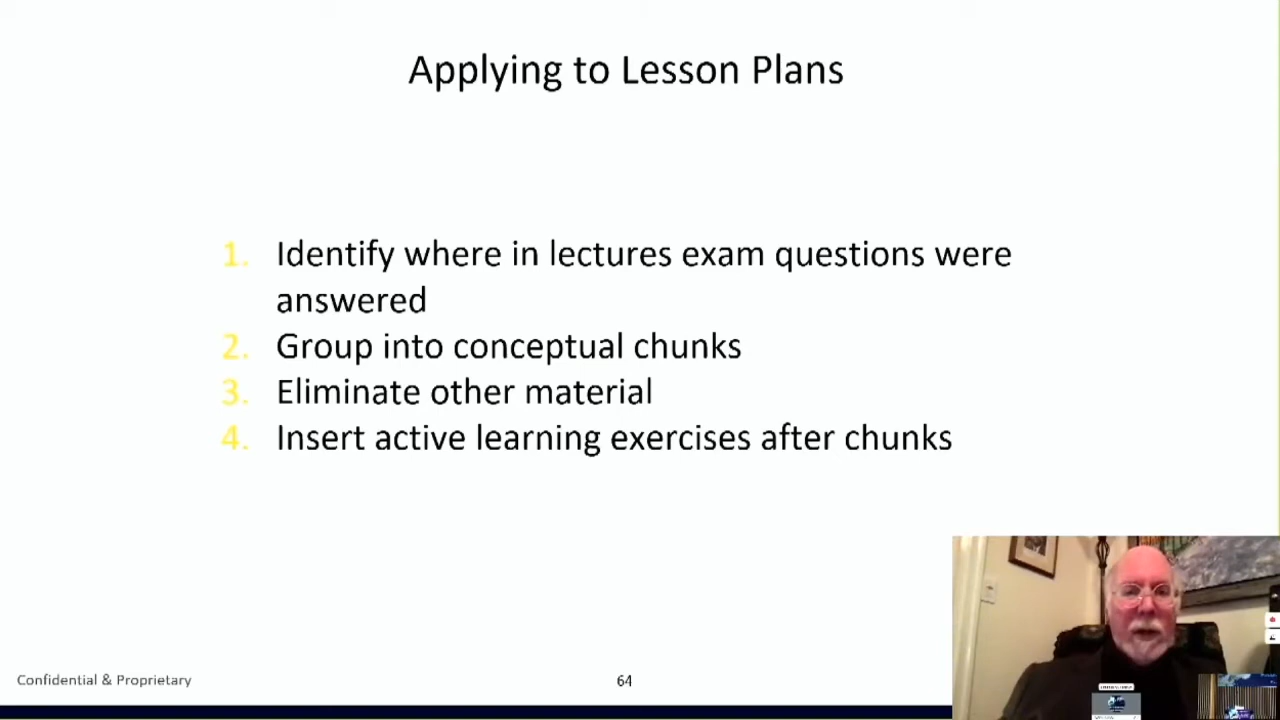 Applying to Lesson Plans
1. Identify where in lectures exam questions were
answered
2. Group into conceptual chunks
3. Eliminate other material
4. Insert active learning exercises after chunks
Confidential & Proprietary
64